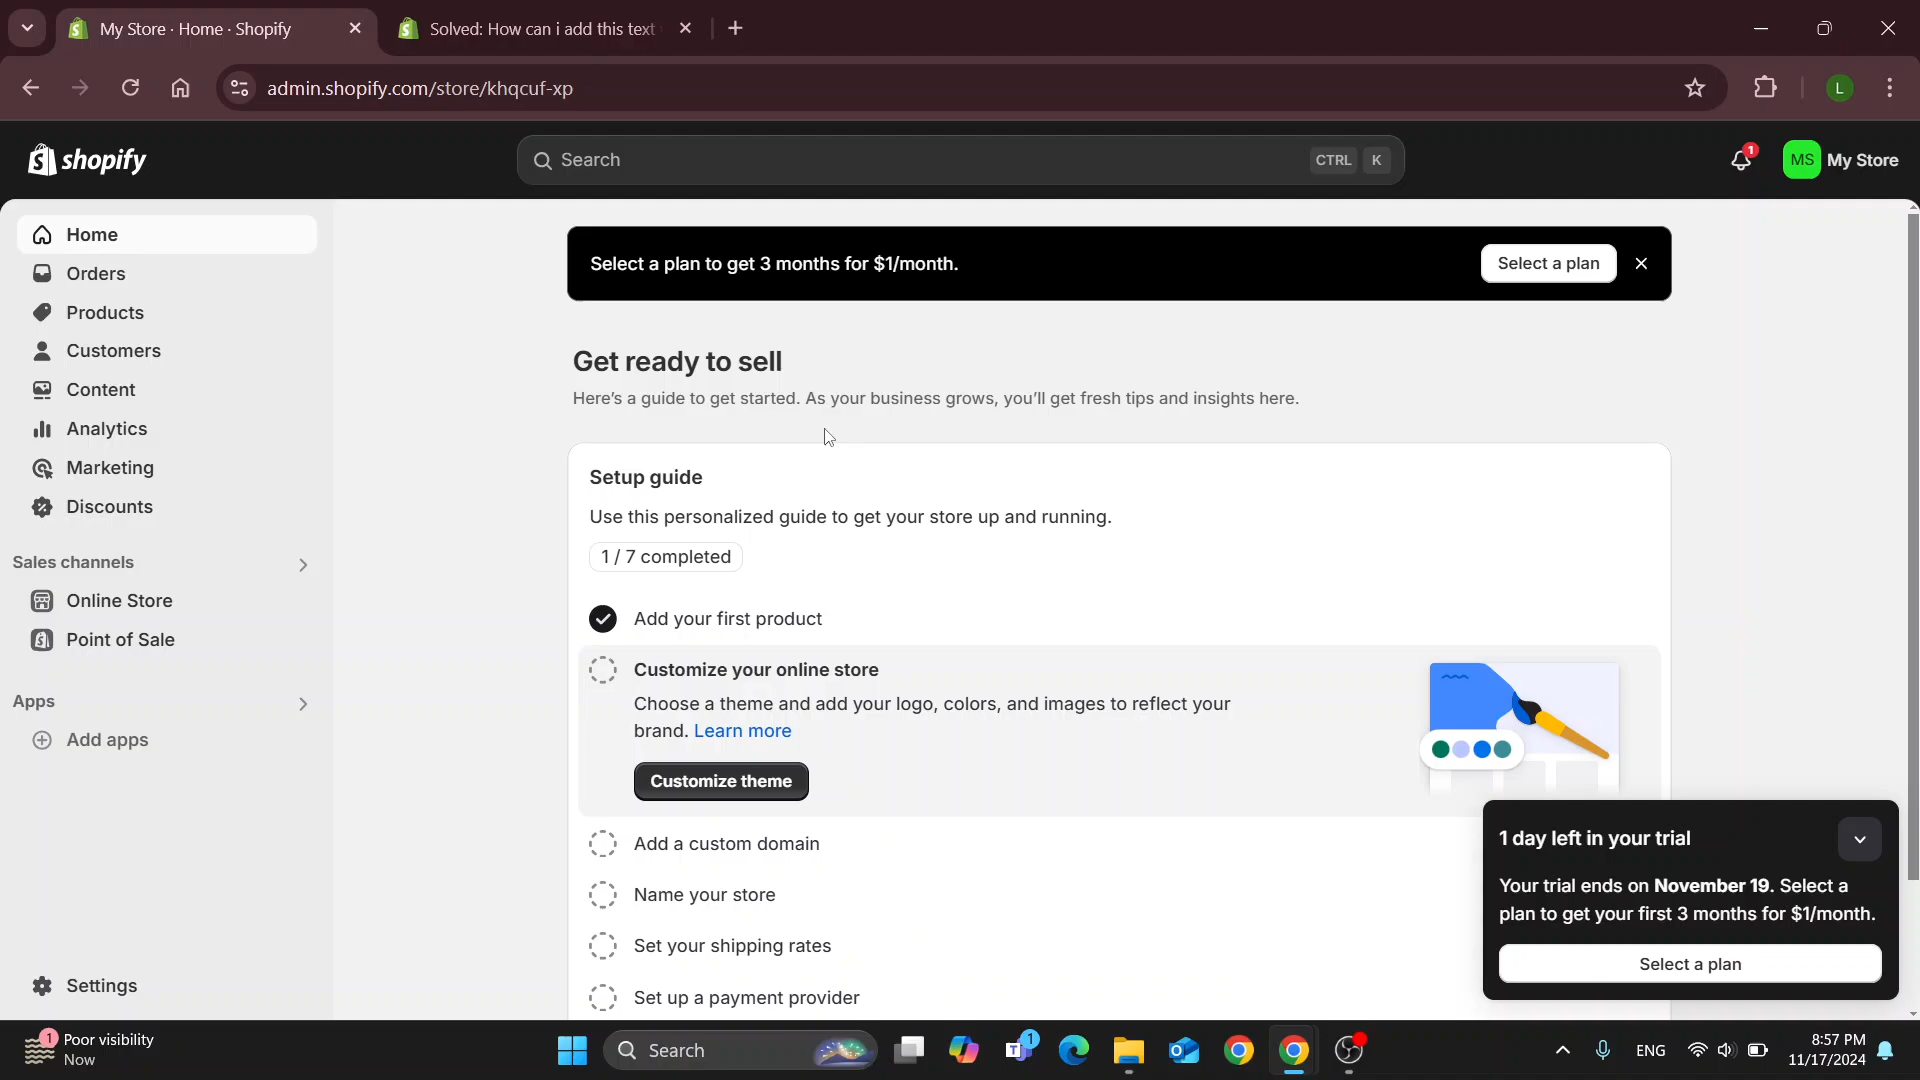 My Store · Home · Shopify
Solved: How can i add this text
admin.shopify.com/store/khqcuf-xp
L
shopify
Search
CTRL K
1
MS My Store
Home
Orders
Products
Customers
Content
Analytics
Marketing
Discounts
Sales channels
Online Store
Point of Sale
Apps
Add apps
Settings
Select a plan to get 3 months for $1/month.
Select a plan
Get ready to sell
Here's a guide to get started. As your business grows, you'll get fresh tips and insights here.
Setup guide
Use this personalized guide to get your store up and running.
1 / 7 completed
Add your first product
Customize your online store
Choose a theme and add your logo, colors, and images to reflect your
brand. Learn more
Customize theme
Add a custom domain
Name your store
Set your shipping rates
Set up a payment provider
1 day left in your trial
Your trial ends on November 19. Select a
plan to get your first 3 months for $1/month.
Select a plan
1
Poor visibility
Now
Search
1
ENG
8:57 PM
11/17/2024